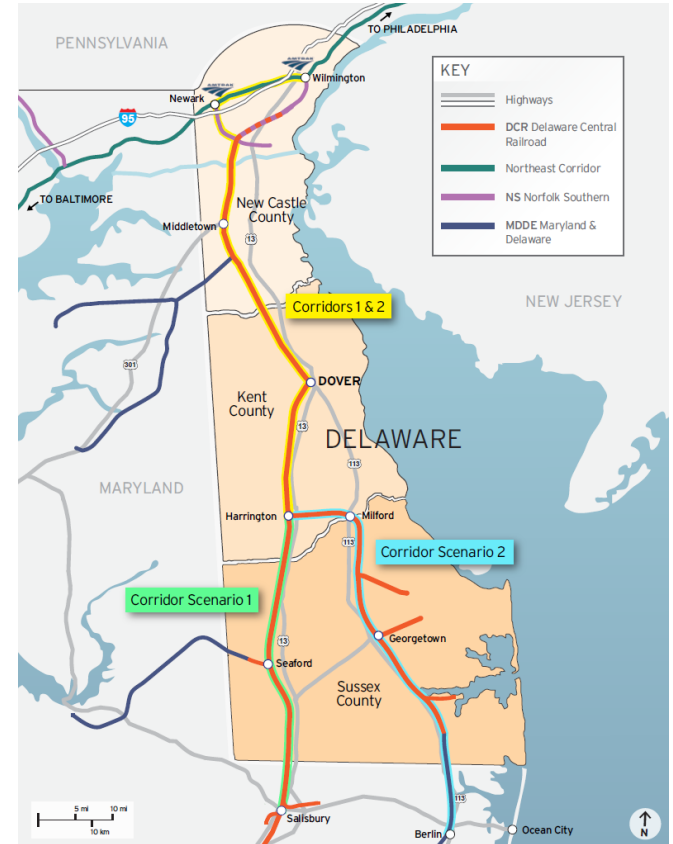 TO PHILADELPHIA
PENNSYLVANIA
AMTRAK
AMTRAK
Wilmington
Newark
95
TO BALTIMORE
KEY
Highways
DCR Delaware Central
Railroad
Northeast Corridor
NS Norfolk Southern
MDDE Maryland &
Delaware
New Castle
County
Middletown
13
Corridors 1 & 2
NEW JERSEY
301
DOVER
Kent
County
13
DELAWARE
113
MARYLAND
Harrington
Milford
113
Corridor Scenario 2
Corridor Scenario 1
13
Georgetown
Seaford
Sussex
County
113
5 mi
10 mi
10 km
Salisbury
Berlin
Ocean City
N